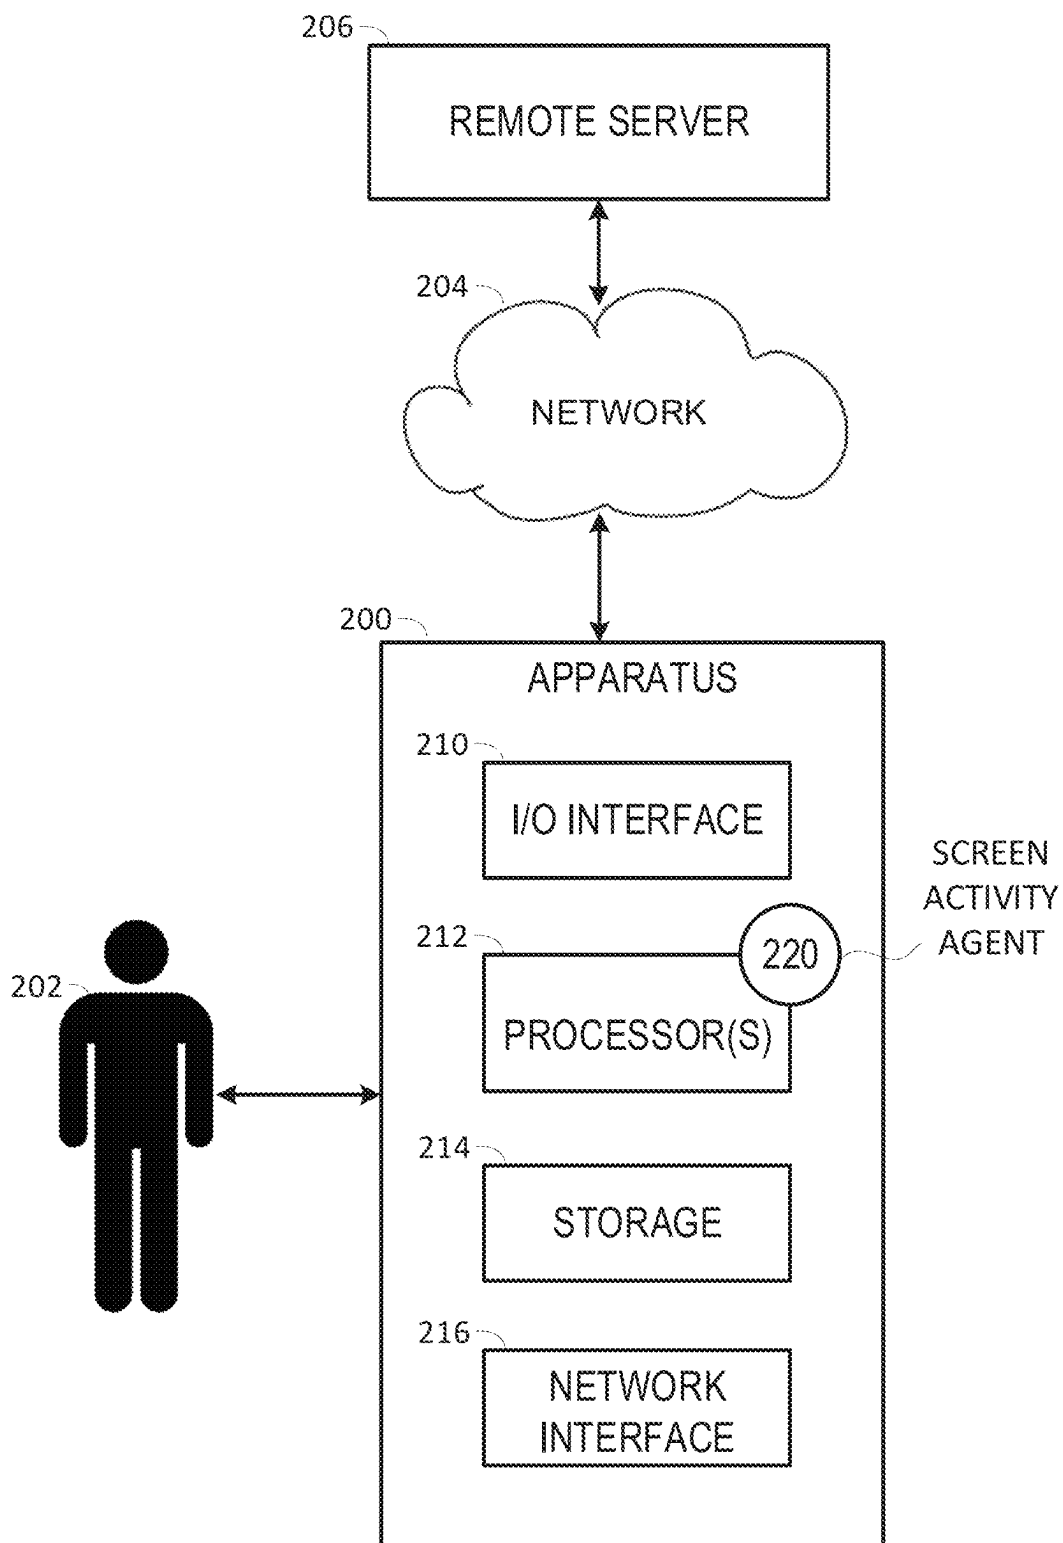 206
REMOTE SERVER
204
NETWORK
200
APPARATUS
210
I/O INTERFACE
SCREEN
ACTIVITY
AGENT
212
220
PROCESSOR(S)
202
214
STORAGE
216
NETWORK
INTERFACE